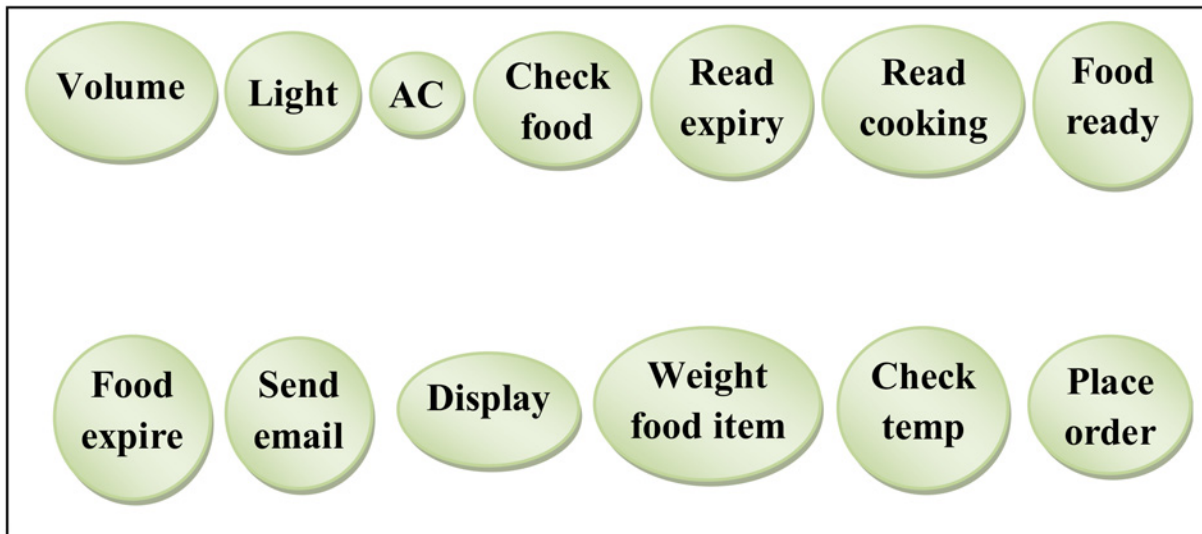 Volume
Light
AC
Check
food
Read
expiry
Read
cooking
Food
ready
Food
expire
Send
email
Display
Weight
food item
Check
temp
Place
order